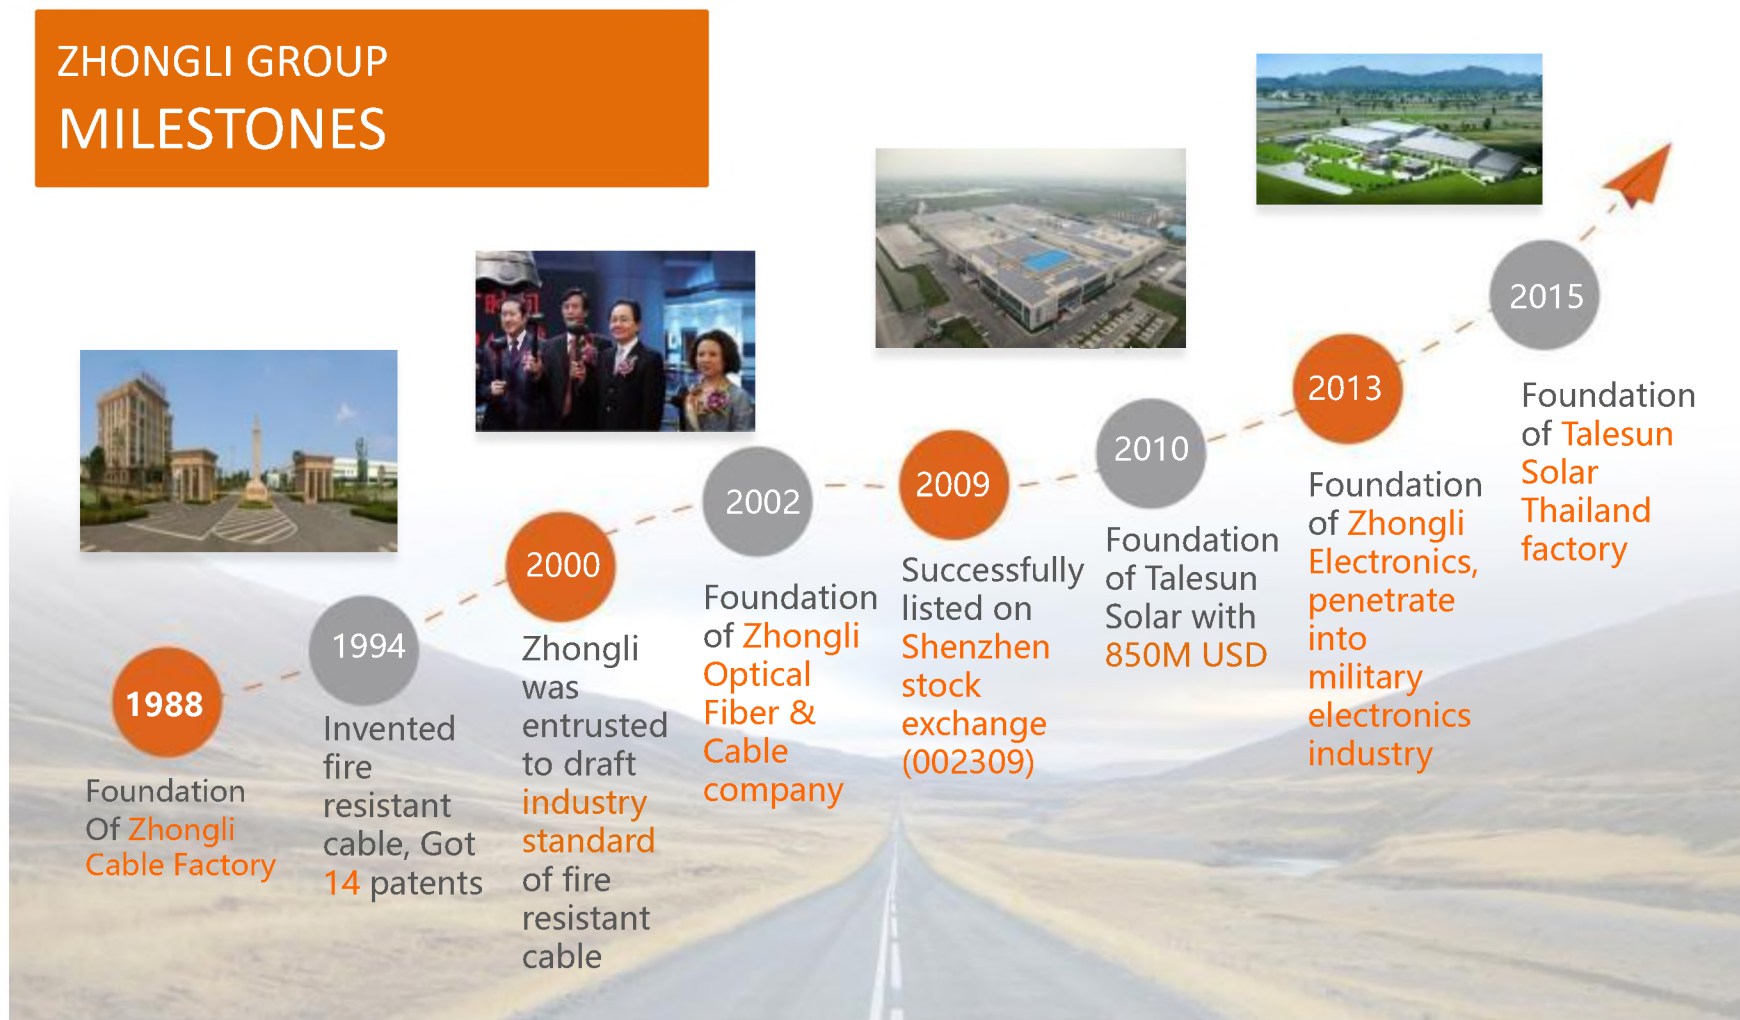 ZHONGLI GROUP
MILESTONES
1988
Foundation
Of Zhongli
Cable Factory
1994
Invented
fire
resistant
cable, Got
14 patents
2000
Zhongli
was
entrusted
to draft
industry
standard
of fire
resistant
cable
2002
Foundation
of Zhongli
Optical
Fiber &
Cable
company
2009
Successfully
listed on
Shenzhen
stock
exchange
(002309)
2010
Foundation
of Talesun
Solar with
850M USD
2013
Foundation
of Zhongli
Electronics,
penetrate
into
military
electronics
industry
2015
Foundation
of Talesun
Solar
Thailand
factory